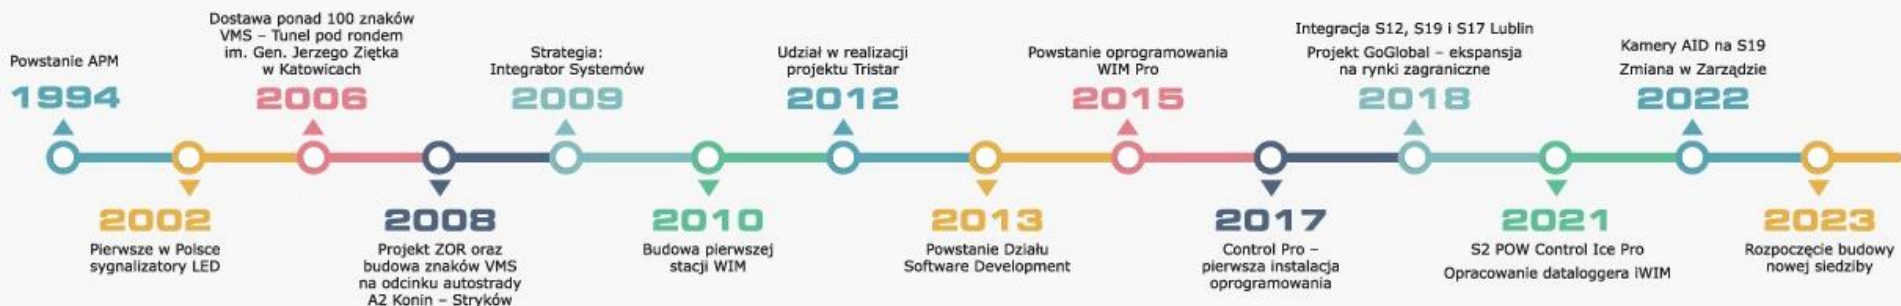 Powstanie APM
1994
2002
Pierwsze w Polsce
sygnalizatory LED
Dostawa ponad 100 znaków
VMS – Tunel pod rondem
im. Gen. Jerzego Ziętka
w Katowicach
2006
2008
Projekt ZOR oraz
budowa znaków VMS
na odcinku autostrady
A2 Konin – Stryków
Strategia:
Integrator Systemów
2009
2010
Budowa pierwszej
stacji WIM
Udział w realizacji
projektu Tristar
2012
2013
Powstanie Działu
Software Development
Powstanie oprogramowania
WIM Pro
2015
2017
Control Pro –
pierwsza instalacja
oprogramowania
Integracja S12, S19 i S17 Lublin
Projekt GoGlobal – ekspansja
na rynki zagraniczne
2018
2021
S2 POW Control Ice Pro
Opracowanie dataloggera iWIM
Kamery AID na S19
Zmiana w Zarządzie
2022
2023
Rozpoczęcie budowy
nowej siedziby